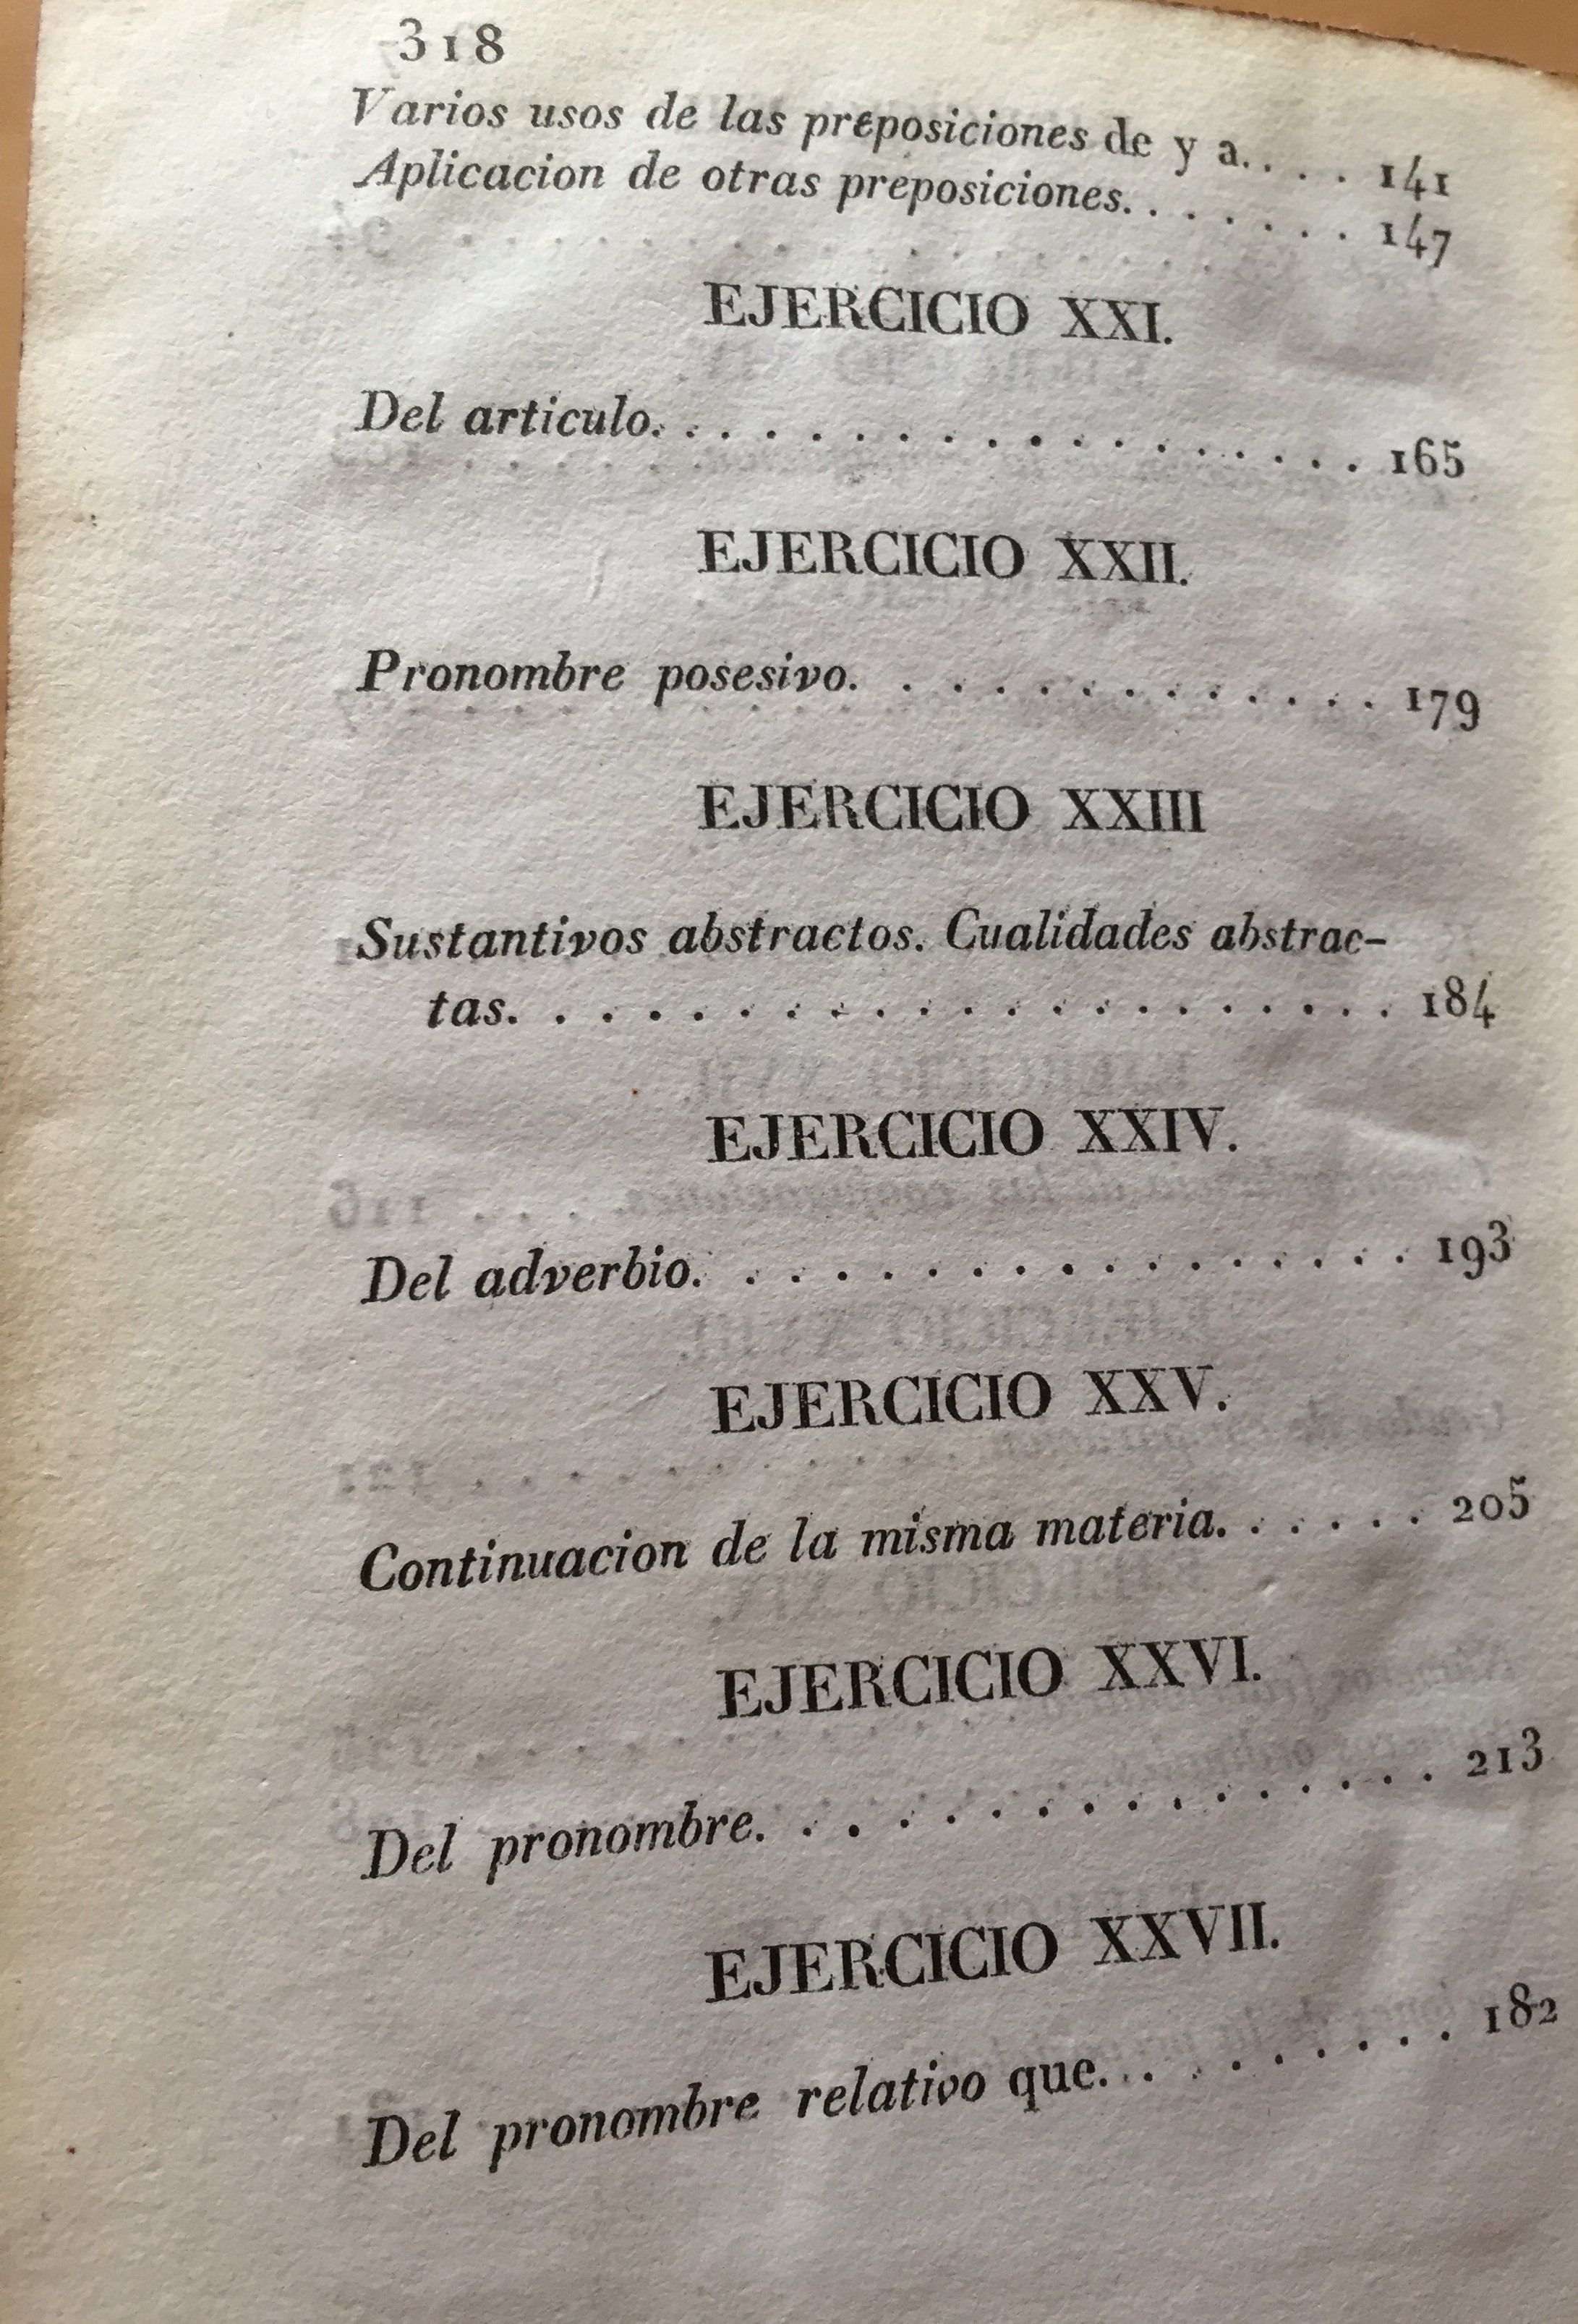 318
Varios usos de las preposiciones de y a. . . . 141
Aplicacion de otras preposiciones. . . . . . . 147
EJERCICIO XXI.
Del articulo. . . . . . . . . . . . . . . . . 165
EJERCICIO XXII.
Pronombre posesivo. . . . . . . . . . . . 179
EJERCICIO XXIII
Sustantivos abstractos. Cualidades abstrac-
tas. . . . . . . . . . . . . . . . . . . . . 184
EJERCICIO XXIV.
Del adverbio. . . . . . . . . . . . . . . . . 193
EJERCICIO XXV.
Continuacion de la misma materia. . . . . . 205
EJERCICIO XXVI.
Del pronombre. . . . . . . . . . . . . . . . 213
EJERCICIO XXVII.
Del pronombre relativo que. . . . . . . . . . 182